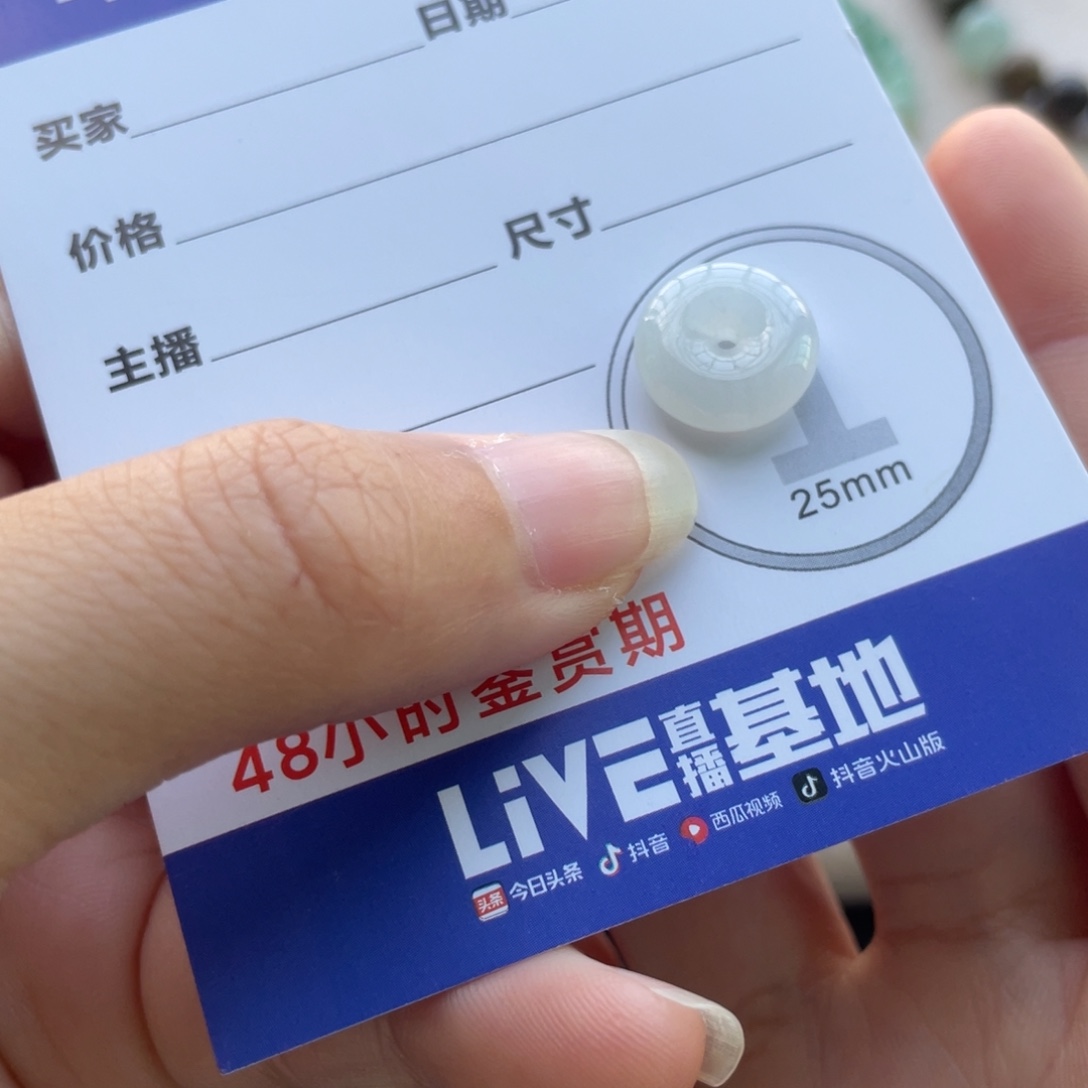 日期
买家
价格
尺寸
主播
25mm
48小时鉴赏期
LiVE直播基地
头条 今日头条 抖音 西瓜视频 抖音火山版